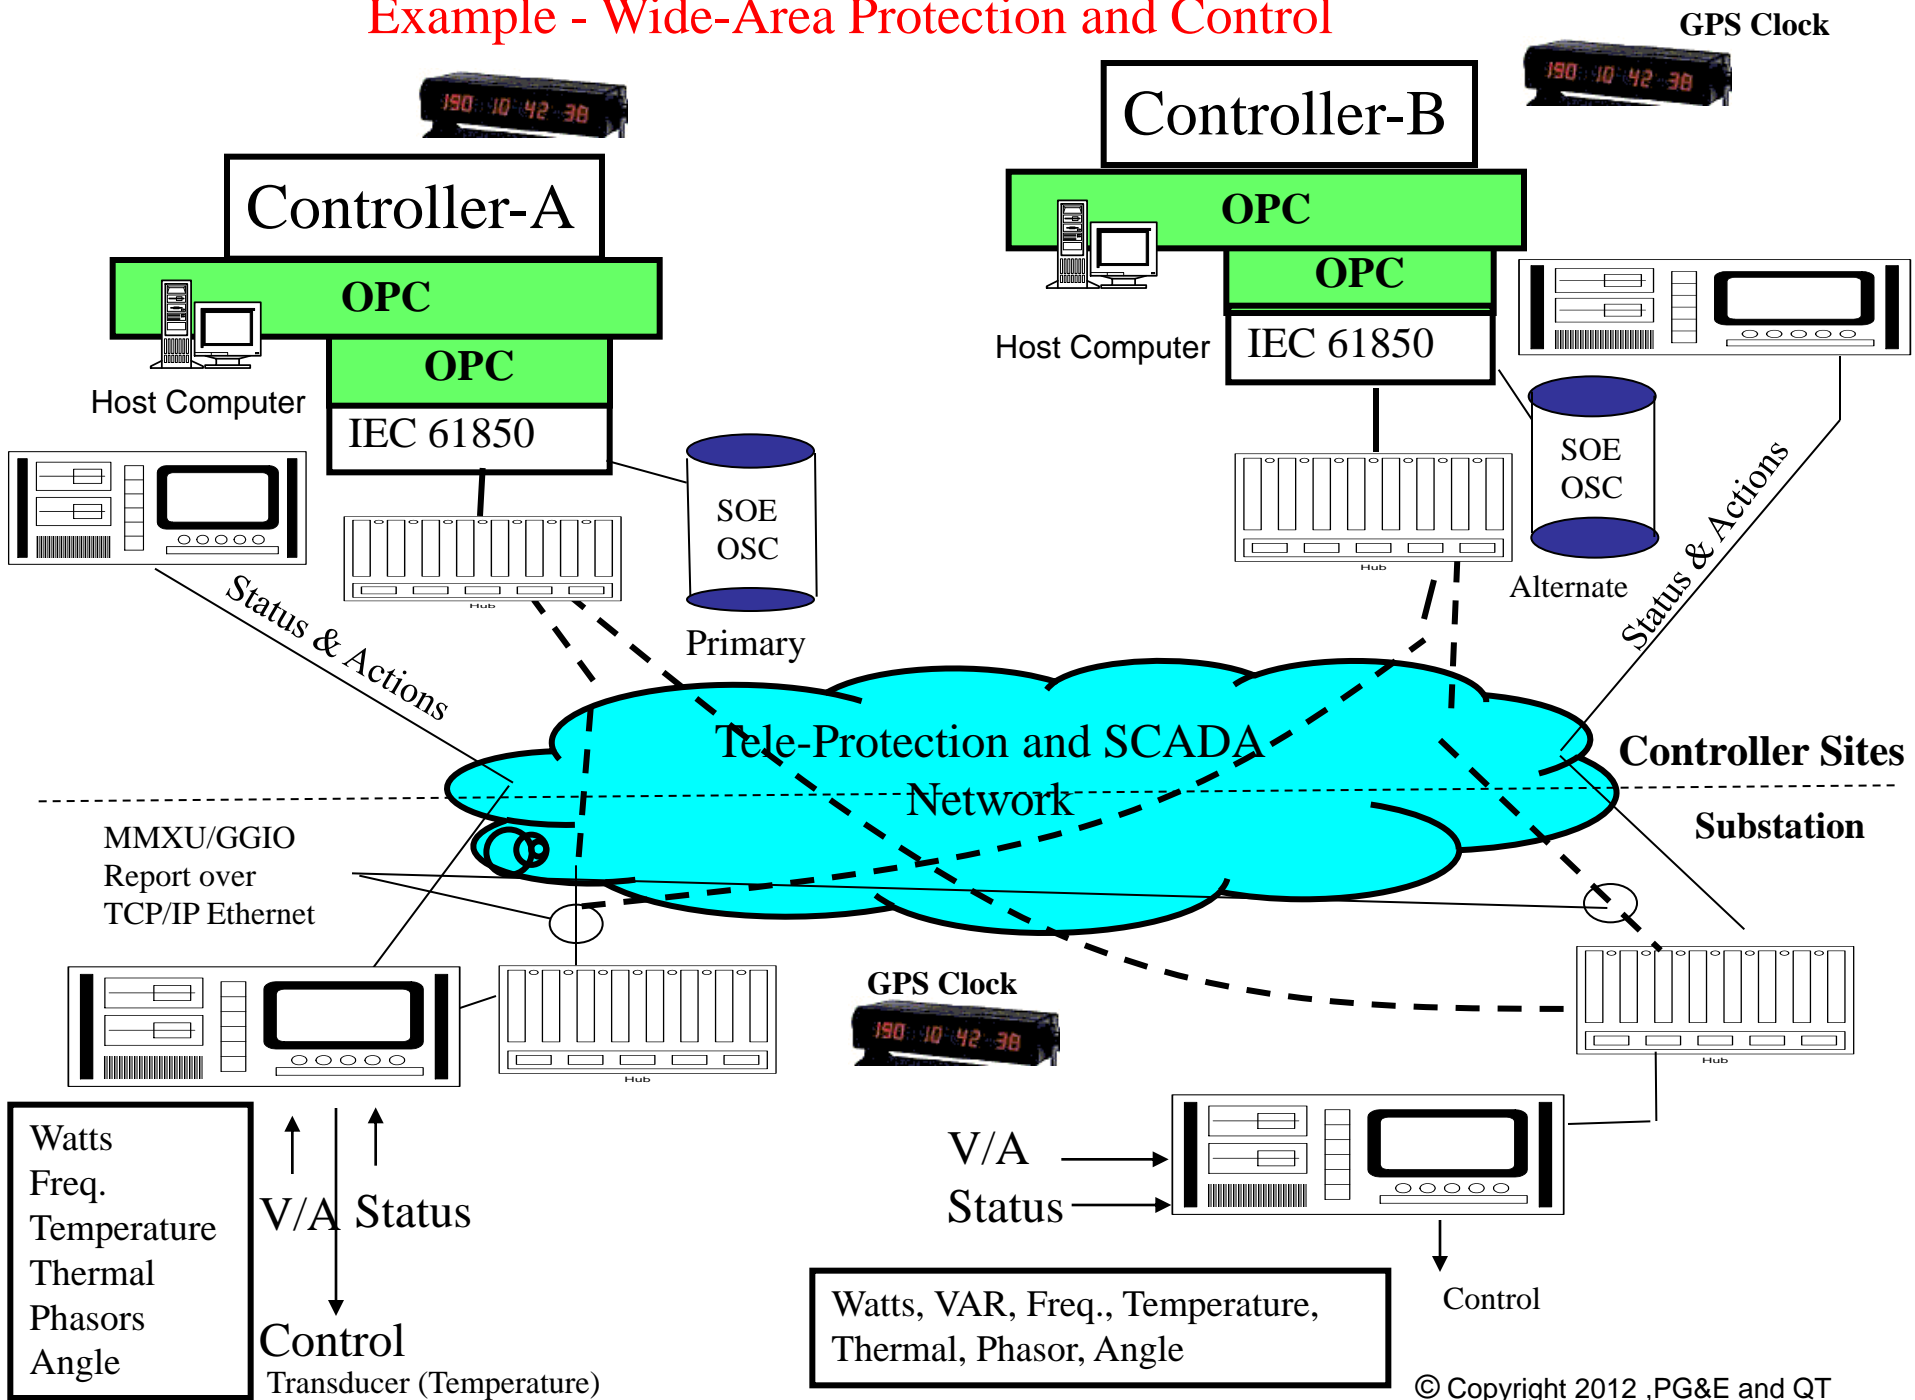 Example - Wide-Area Protection and Control
GPS Clock
190 10 42 38
190 10 42 38
Controller-B
Controller-A
OPC
OPC
OPC
OPC
Host Computer
IEC 61850
Host Computer
IEC 61850
SOE
OSC
SOE
OSC
Hub
Hub
Alternate
Primary
Status & Actions
Status & Actions
Tele-Protection and SCADA
Network
Controller Sites
Substation
MMXU/GGIO
Report over
TCP/IP Ethernet
GPS Clock
190 10 42 38
Hub
Hub
Watts
Freq.
Temperature
Thermal
Phasors
Angle
V/A
Status
Control
Transducer (Temperature)
V/A
Status
Control
Watts, VAR, Freq., Temperature,
Thermal, Phasor, Angle
© Copyright 2012 ,PG&E and QT